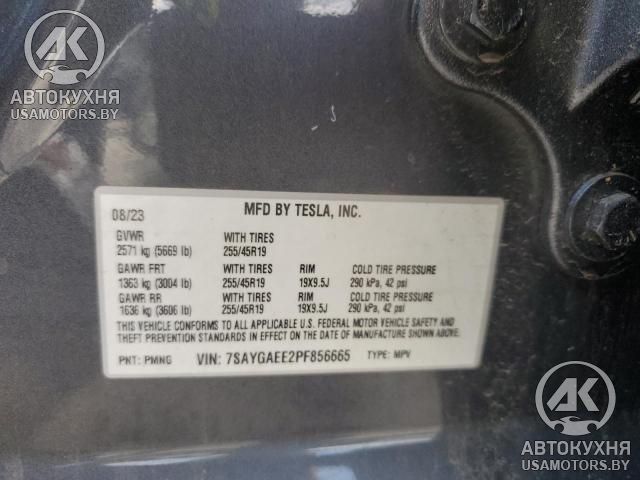 AK
АВТОКУХНЯ
USAMOTORS.BY
08/23
MFD BY TESLA, INC.
GVWR WITH TIRES
2571 kg (5669 lb) 255/45R19
GAWR FRT WITH TIRES RIM COLD TIRE PRESSURE
1363 kg (3004 lb) 255/45R19 19X9.5J 290 kPa, 42 psi
GAWR RR WITH TIRES RIM COLD TIRE PRESSURE
1636 kg (3606 lb) 255/45R19 19X9.5J 290 kPa, 42 psi
THIS VEHICLE CONFORMS TO ALL APPLICABLE U.S. FEDERAL MOTOR VEHICLE SAFETY AND
THEFT PREVENTION STANDARDS IN EFFECT ON THE DATE OF MANUFACTURE SHOWN ABOVE.
PNT: PMNG VIN: 7SAYGAEE2PF856665 TYPE: MPV
AK
АВТОКУХНЯ
USAMOTORS.BY